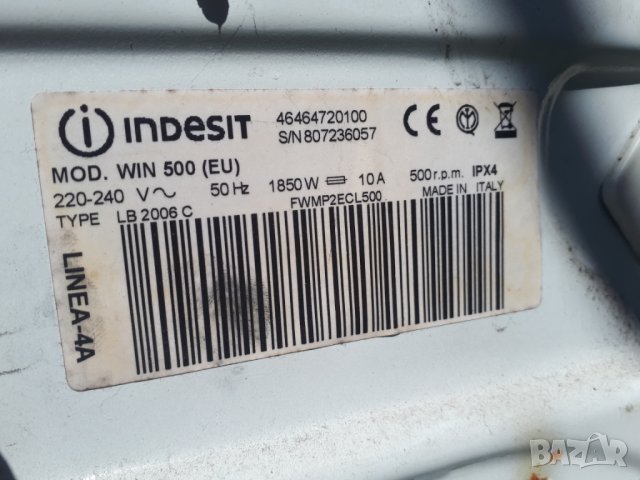 indesit 46464720100
S/N 807236057
MOD. WIN 500 (EU)
220-240 V 50 Hz 1850W 10 A 500 r.p.m. IPX4
TYPE LB 2006 C FWMP2ECL500 MADE IN ITALY
LINEA-4A
BAZAR